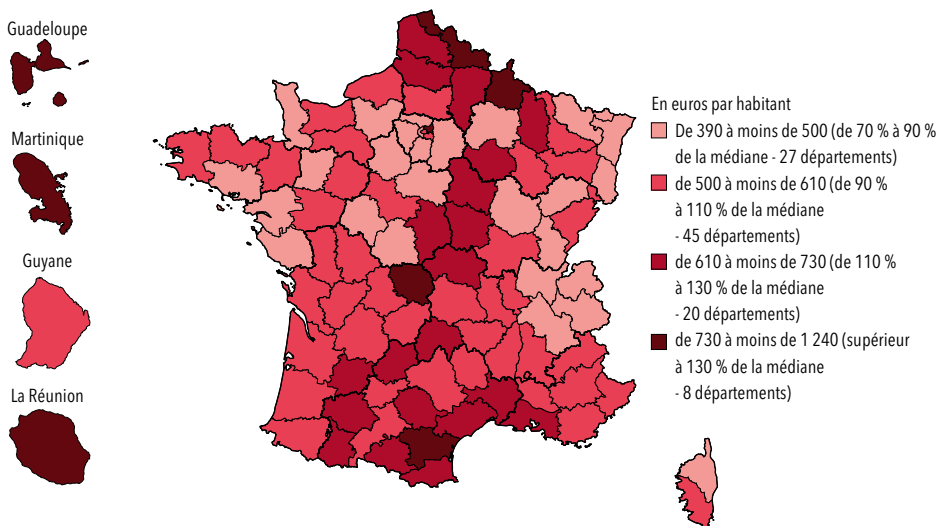 Guadeloupe
Martinique
Guyane
La Réunion
En euros par habitant
De 390 à moins de 500 (de 70 % à 90 %
de la médiane - 27 départements)
de 500 à moins de 610 (de 90 %
à 110 % de la médiane
- 45 départements)
de 610 à moins de 730 (de 110 %
à 130 % de la médiane
- 20 départements)
de 730 à moins de 1 240 (supérieur
à 130 % de la médiane
- 8 départements)